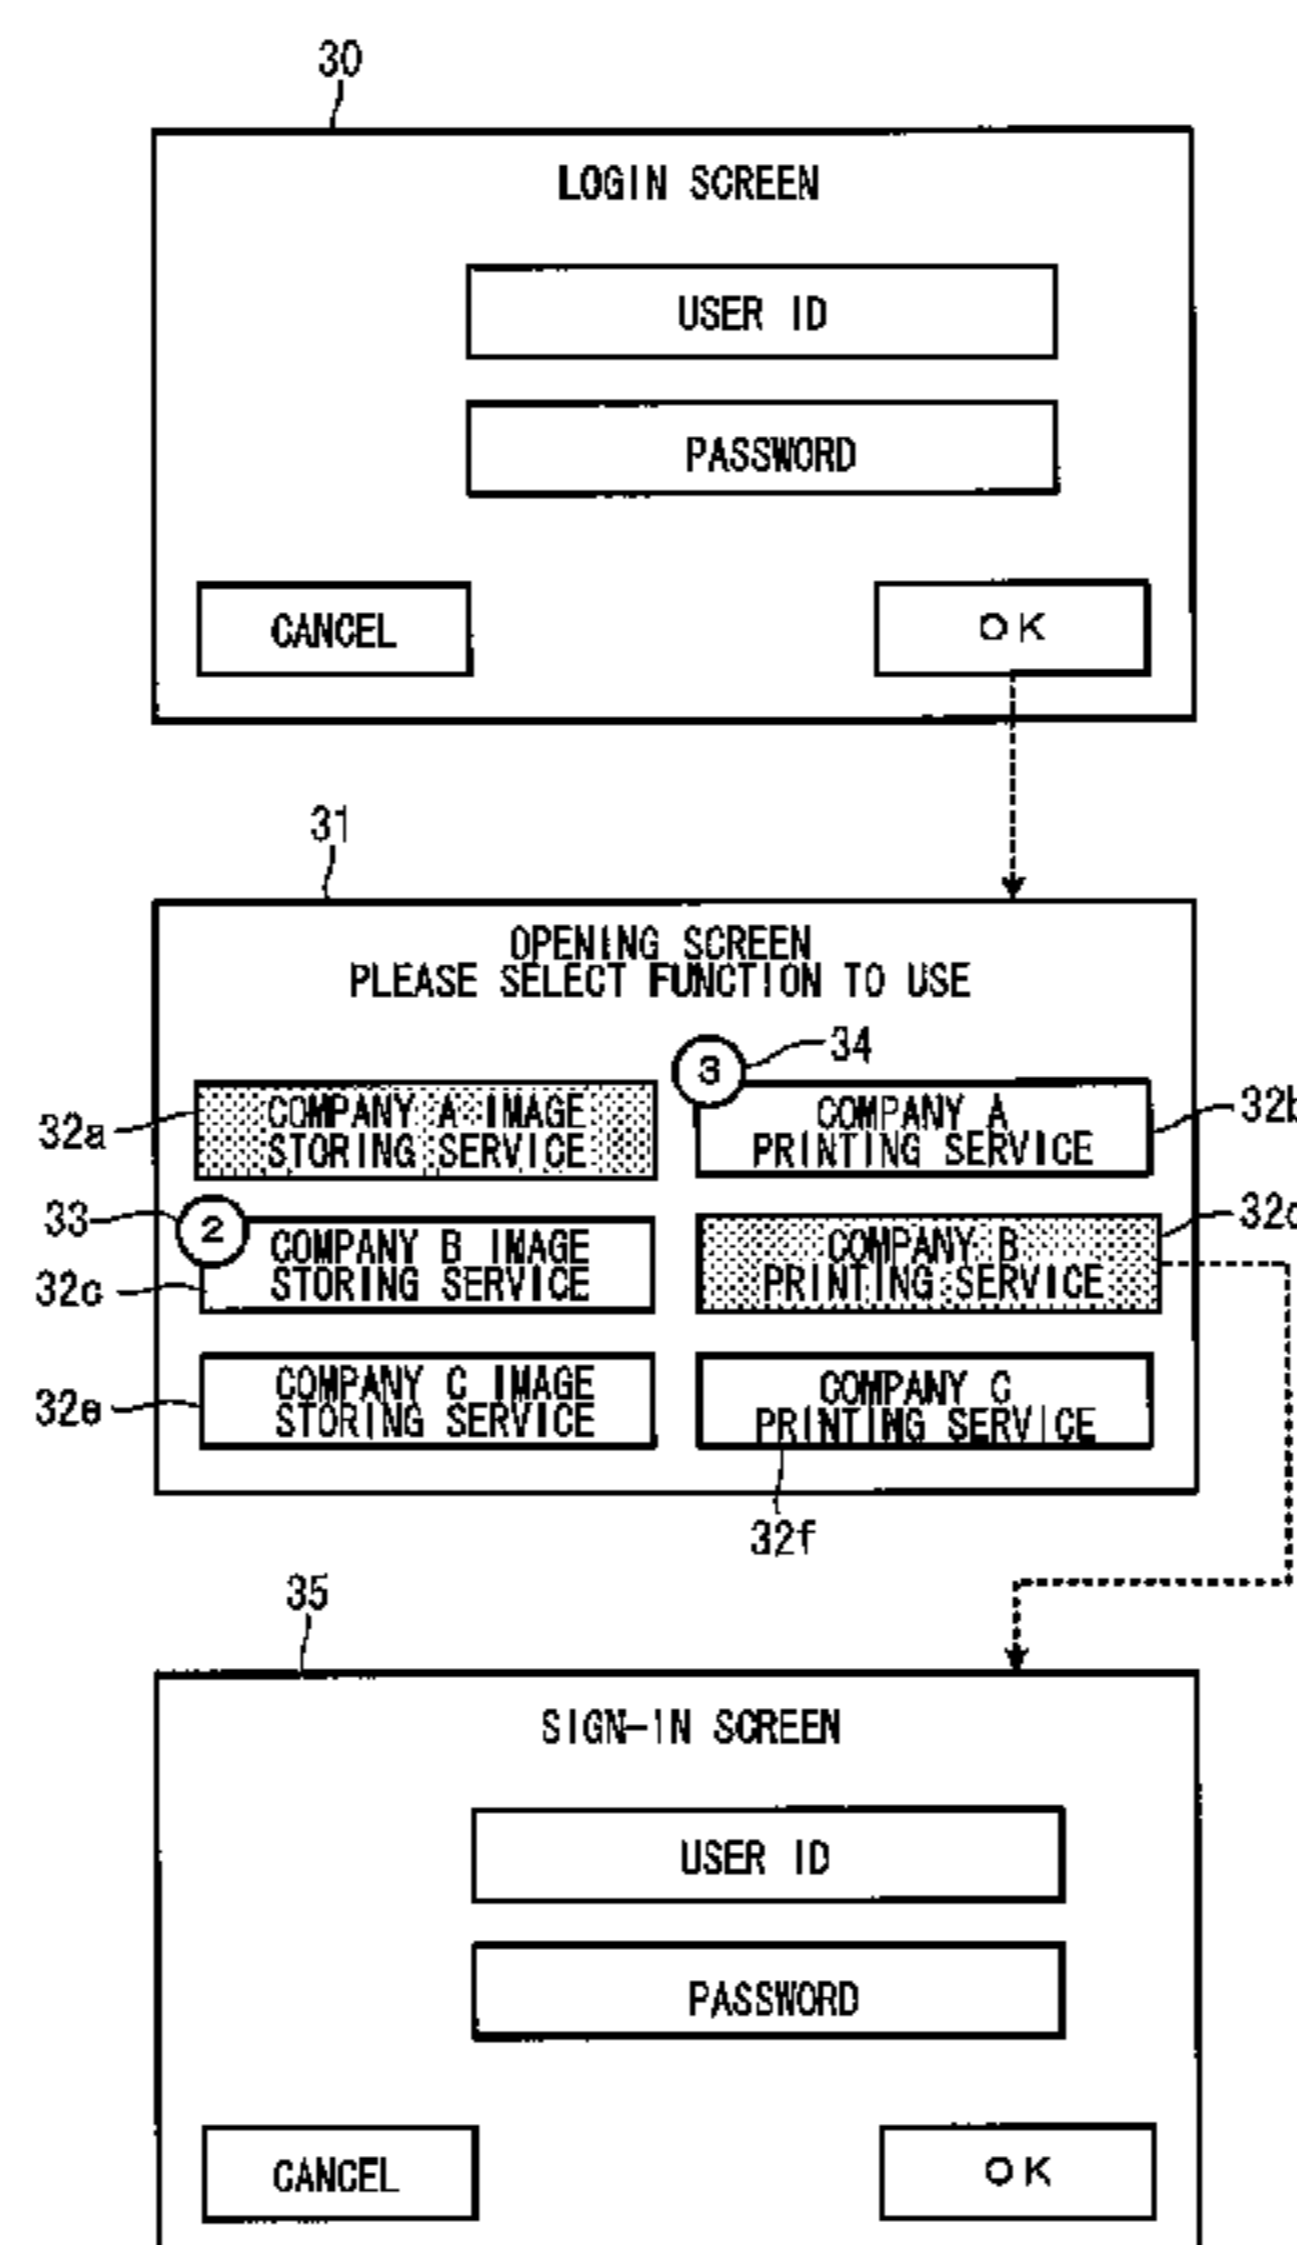 30
LOGIN SCREEN
USER ID
PASSWORD
CANCEL
OK
31
OPENING SCREEN
PLEASE SELECT FUNCTION TO USE
34
3
32a
COMPANY A IMAGE
STORING SERVICE
COMPANY A
PRINTING SERVICE
33
2
32c
COMPANY B IMAGE
STORING SERVICE
COMPANY B
PRINTING SERVICE
32e
COMPANY C IMAGE
STORING SERVICE
COMPANY C
PRINTING SERVICE
32f
35
SIGN-IN SCREEN
USER ID
PASSWORD
CANCEL
OK